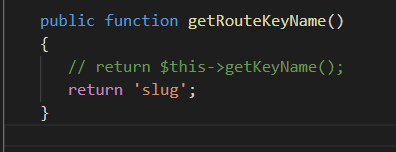 public function getRouteKeyName()
{
    // return $this->getKeyName();
    return 'slug';
}